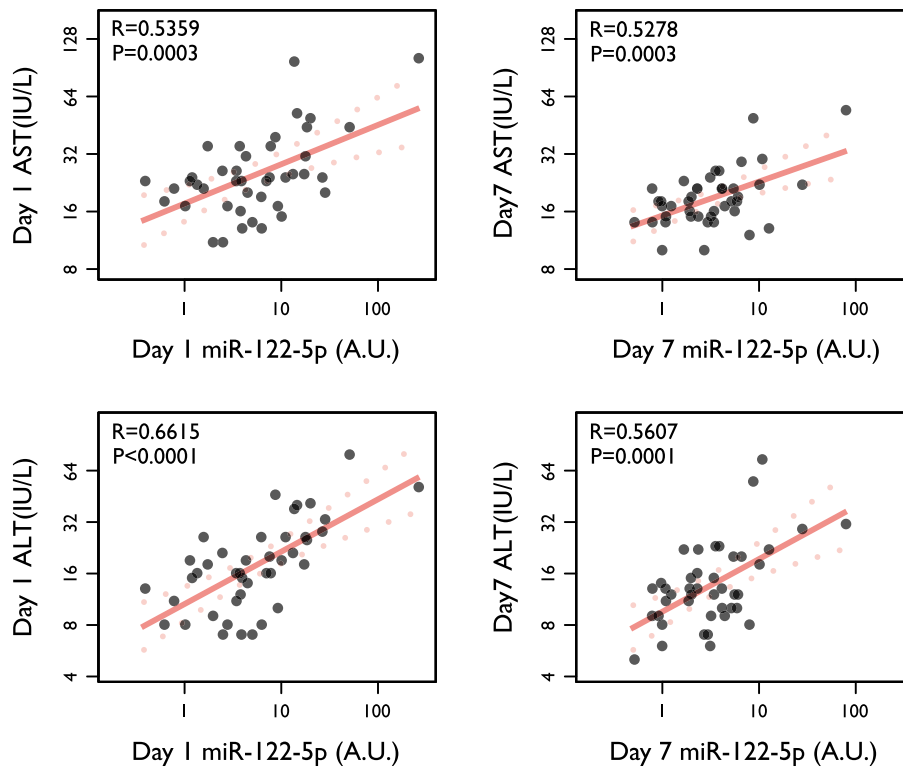 R=0.5359
P=0.0003
128
64
32
16
8
Day 1 AST(IU/L)
1
10
100
Day 1 miR-122-5p (A.U.)
R=0.5278
P=0.0003
128
64
32
16
8
Day7 AST(IU/L)
1
10
100
Day 7 miR-122-5p (A.U.)
R=0.6615
P<0.0001
64
32
16
8
4
Day 1 ALT(IU/L)
1
10
100
Day 1 miR-122-5p (A.U.)
R=0.5607
P=0.0001
64
32
16
8
4
Day7 ALT(IU/L)
1
10
100
Day 7 miR-122-5p (A.U.)